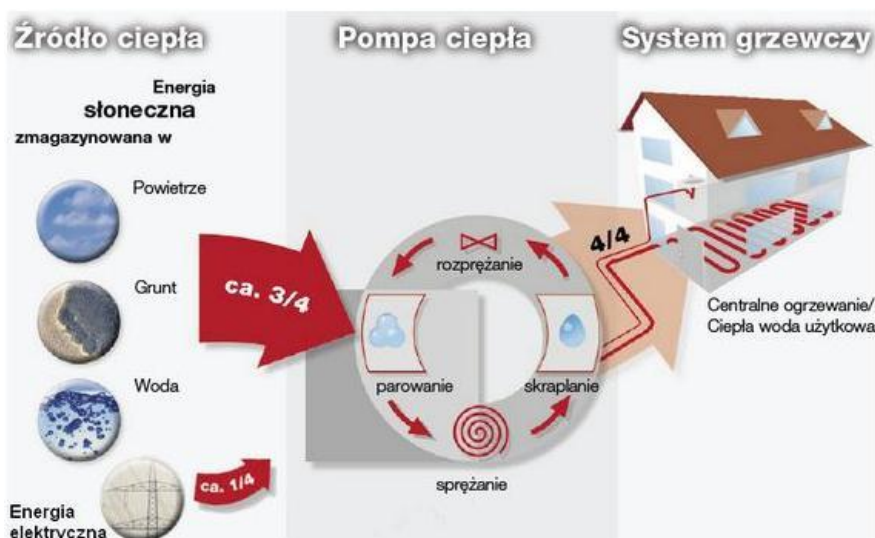 Źródło ciepła
Pompa ciepła
System grzewczy
Energia
słoneczna
zmagazynowana w
Powietrze
Grunt
Woda
Energia
elektryczna
ca. 3/4
ca. 1/4
rozprężanie
parowanie
skraplanie
sprężanie
4/4
Centralne ogrzewanie/
Ciepła woda użytkowa